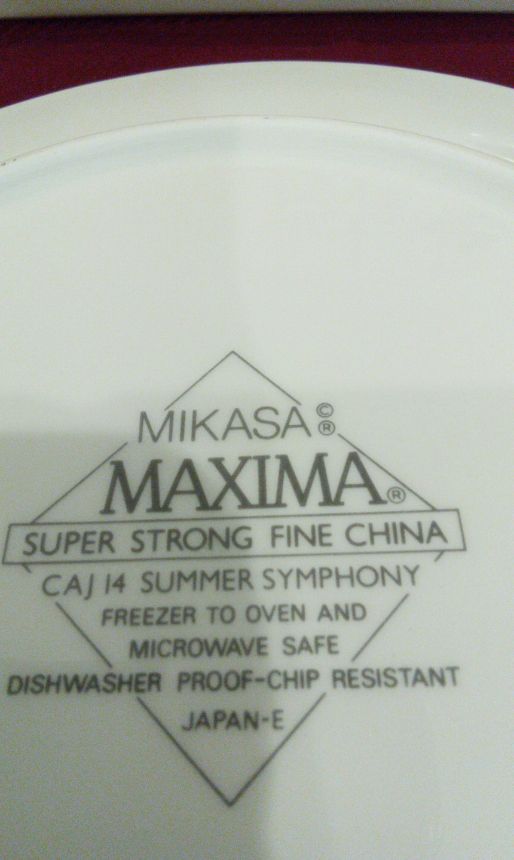 MIKASA ©®
MAXIMA®
SUPER STRONG FINE CHINA
CAJ 14 SUMMER SYMPHONY
FREEZER TO OVEN AND
MICROWAVE SAFE
DISHWASHER PROOF-CHIP RESISTANT
JAPAN-E